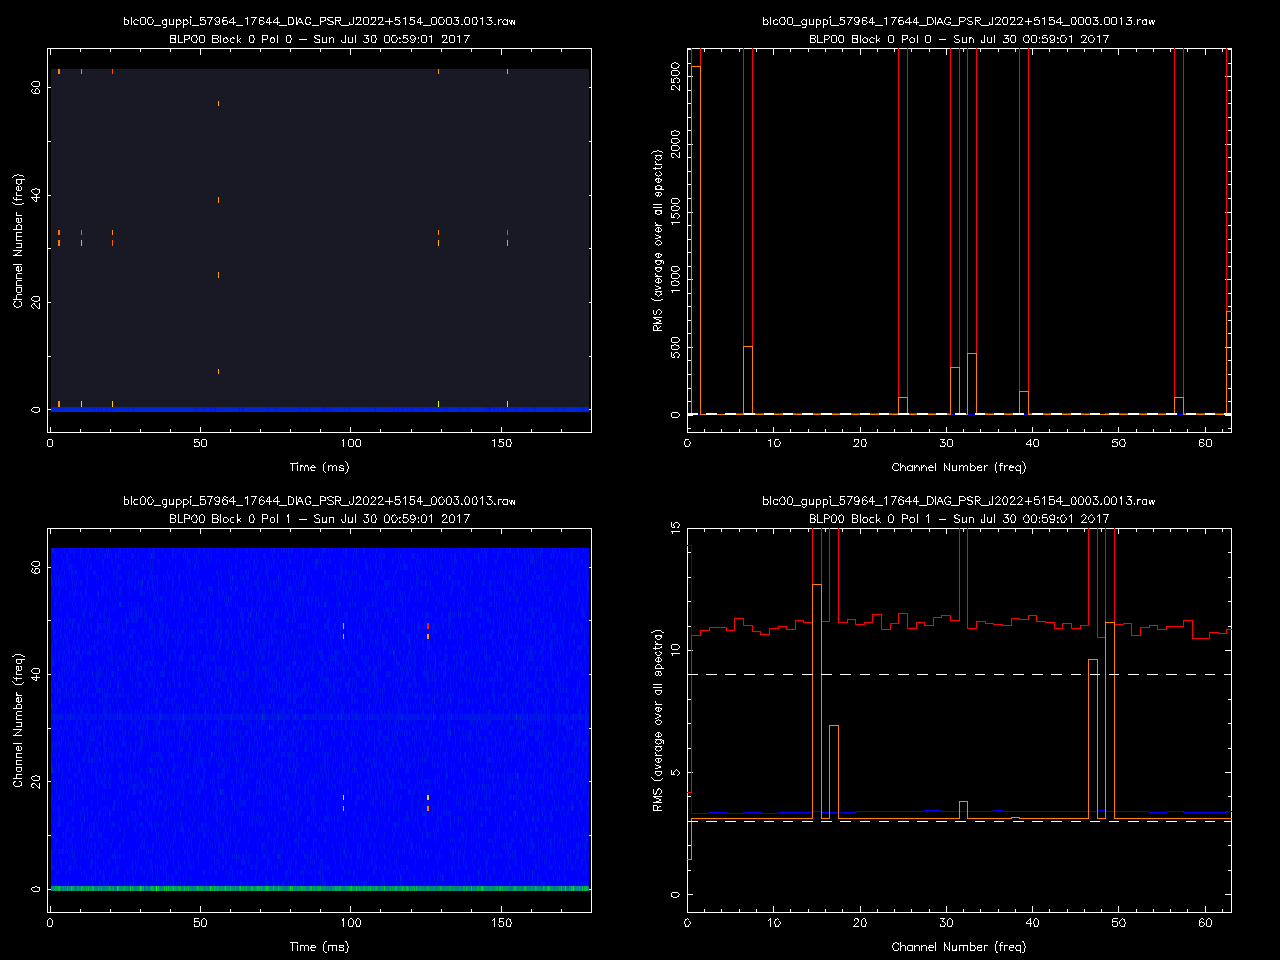 blc00_guppi_57964_17644_DIAG_PSR_J2022+5154_0003.0013.raw
BLP00 Block 0 Pol 0 – Sun Jul 30 00:59:01 2017
Channel Number (freq)
0 20 40 60
0 50 100 150
Time (ms)
blc00_guppi_57964_17644_DIAG_PSR_J2022+5154_0003.0013.raw
BLP00 Block 0 Pol 0 – Sun Jul 30 00:59:01 2017
RMS (average over all spectra)
0 500 1000 1500 2000 2500
0 10 20 30 40 50 60
Channel Number (freq)
blc00_guppi_57964_17644_DIAG_PSR_J2022+5154_0003.0013.raw
BLP00 Block 0 Pol 1 – Sun Jul 30 00:59:01 2017
Channel Number (freq)
0 20 40 60
0 50 100 150
Time (ms)
blc00_guppi_57964_17644_DIAG_PSR_J2022+5154_0003.0013.raw
BLP00 Block 0 Pol 1 – Sun Jul 30 00:59:01 2017
RMS (average over all spectra)
0 5 10 15
0 10 20 30 40 50 60
Channel Number (freq)